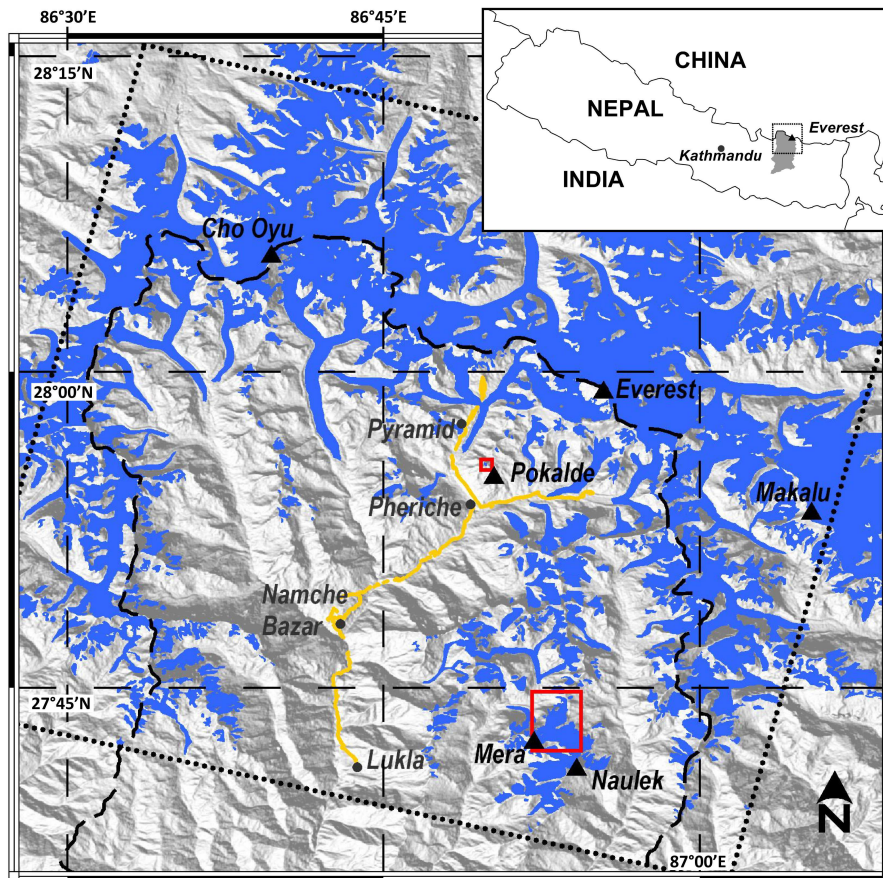 86°30’E
86°45’E
28°15’N
CHINA
NEPAL
Everest
Kathmandu
INDIA
Cho Oyu
28°00’N
Everest
Pyramid
Pokalde
Makalu
Pheriche
Namche
Bazar
27°45’N
Mera
Lukla
Naulek
N
87°00’E